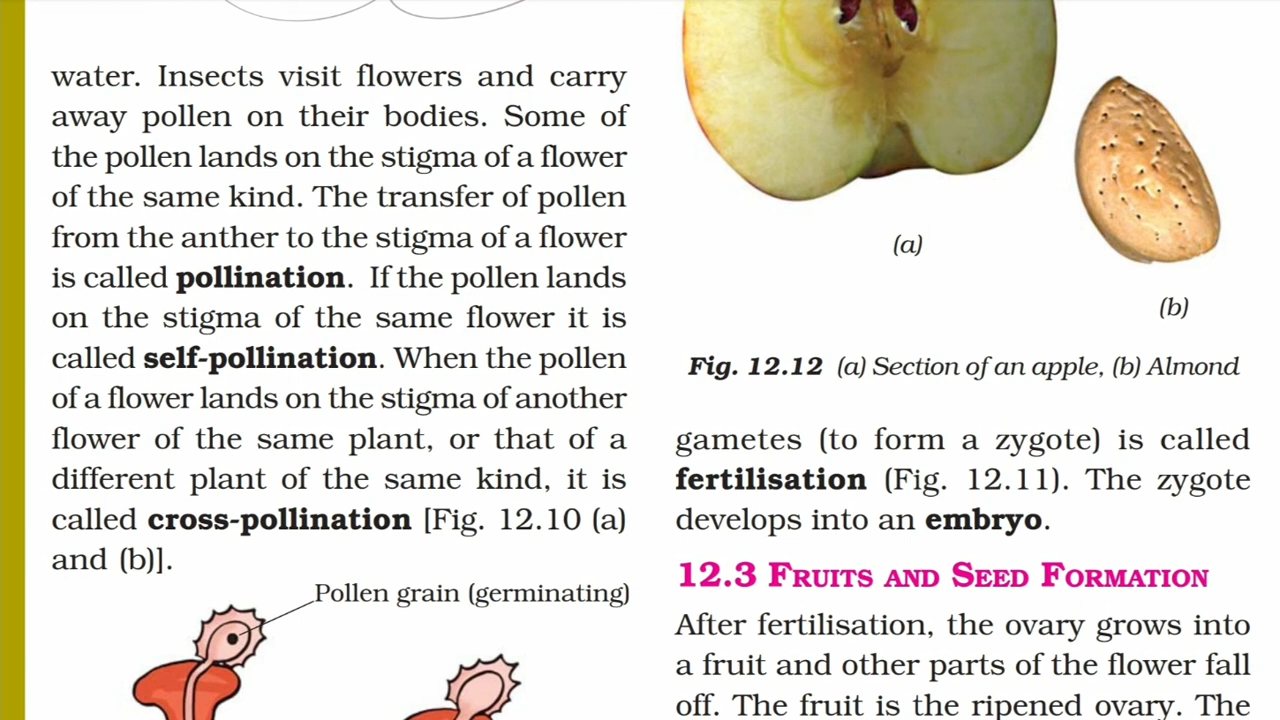 water. Insects visit flowers and carry
away pollen on their bodies. Some of
the pollen lands on the stigma of a flower
of the same kind. The transfer of pollen
from the anther to the stigma of a flower
is called pollination. If the pollen lands
on the stigma of the same flower it is
called self-pollination. When the pollen
of a flower lands on the stigma of another
flower of the same plant, or that of a
different plant of the same kind, it is
called cross-pollination [Fig. 12.10 (a)
and (b)].
Pollen grain (germinating)
(a)
(b)
Fig. 12.12 (a) Section of an apple, (b) Almond
gametes (to form a zygote) is called
fertilisation (Fig. 12.11). The zygote
develops into an embryo.
12.3 FRUITS AND SEED FORMATION
After fertilisation, the ovary grows into
a fruit and other parts of the flower fall
off. The fruit is the ripened ovary. The